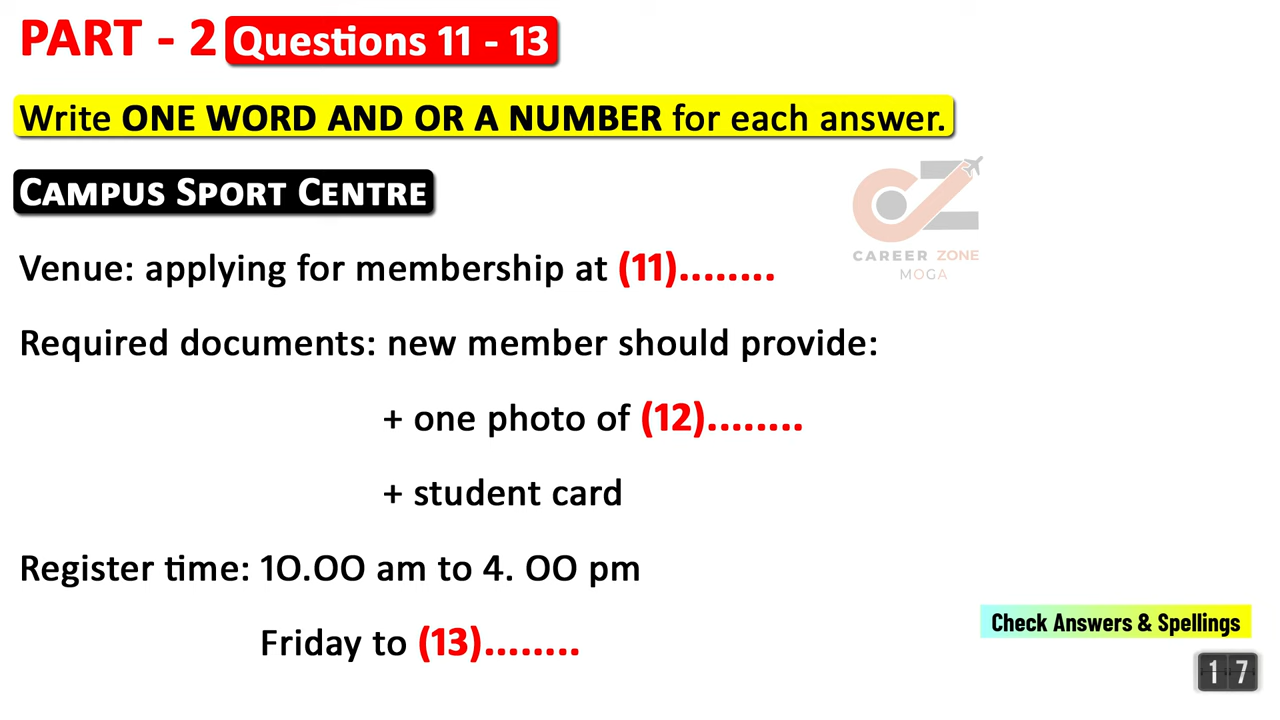 PART - 2 Questions 11 - 13
Write ONE WORD AND OR A NUMBER for each answer.
CAMPUS SPORT CENTRE
CAREER ZONE
MOGA
Venue: applying for membership at (11)........
Required documents: new member should provide:
+ one photo of (12)........
+ student card
Register time: 10.00 am to 4. 00 pm
Friday to (13)........
Check Answers & Spellings
17